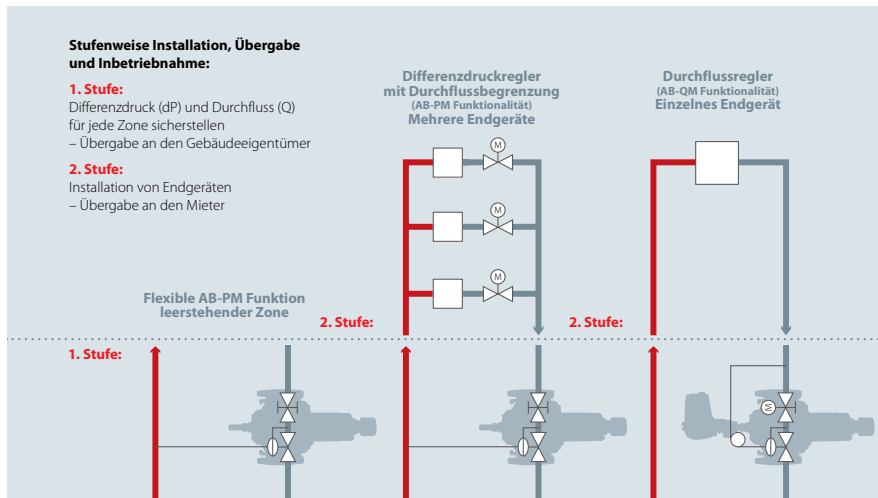 Stufenweise Installation, Übergabe
und Inbetriebnahme:
1. Stufe:
Differenzdruck (dP) und Durchfluss (Q)
für jede Zone sicherstellen
– Übergabe an den Gebäudeeigentümer
2. Stufe:
Installation von Endgeräten
– Übergabe an den Mieter
Differenzdruckregler
mit Durchflussbegrenzung
(AB-PM Funktionalität)
Mehrere Endgeräte
Durchflussregler
(AB-QM Funktionalität)
Einzelnes Endgerät
M
M
M
Flexible AB-PM Funktion
leerstehender Zone
2. Stufe:
2. Stufe:
1. Stufe:
M